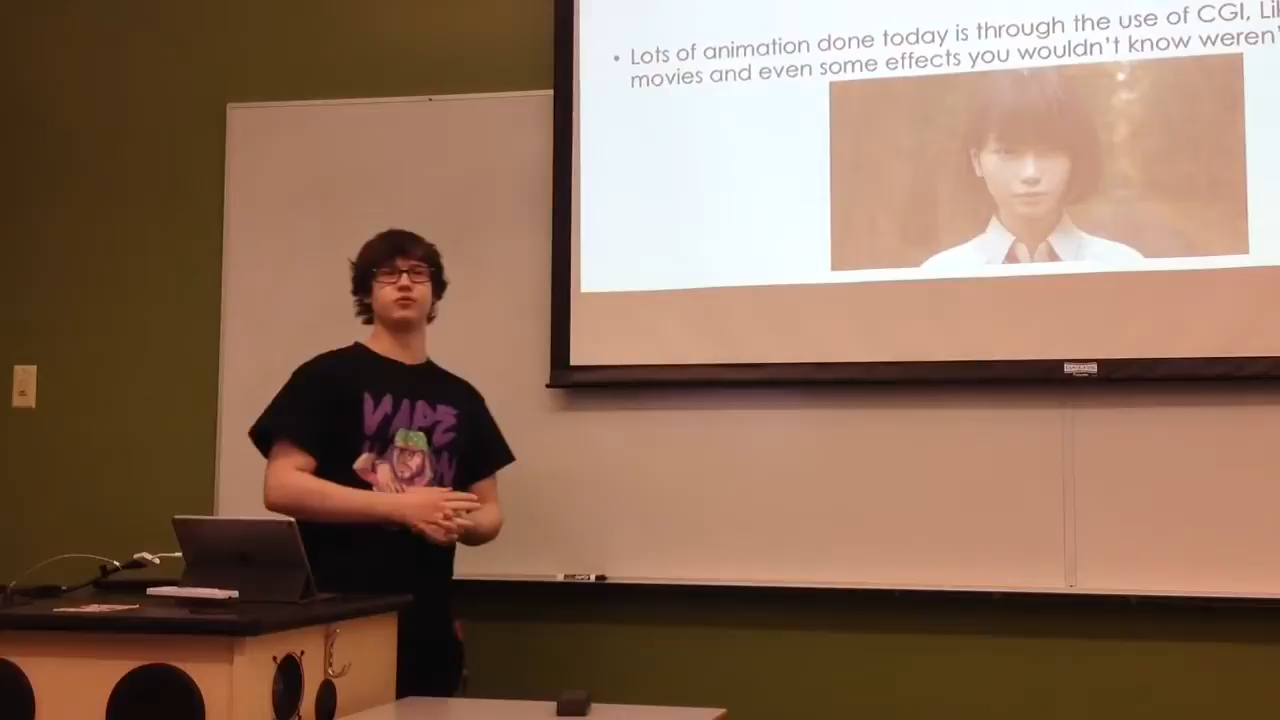 • Lots of animation done today is through the use of CGI, Lik
movies and even some effects you wouldn't know weren'
VAPE